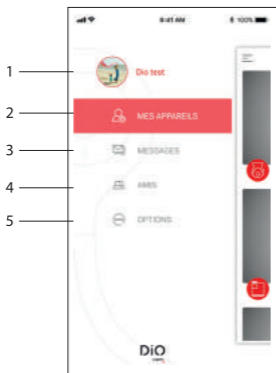 9:41 AM 100%
1 Dio test
2 MES APPAREILS
3 MESSAGES
4 AMIS
5 OPTIONS
DiO